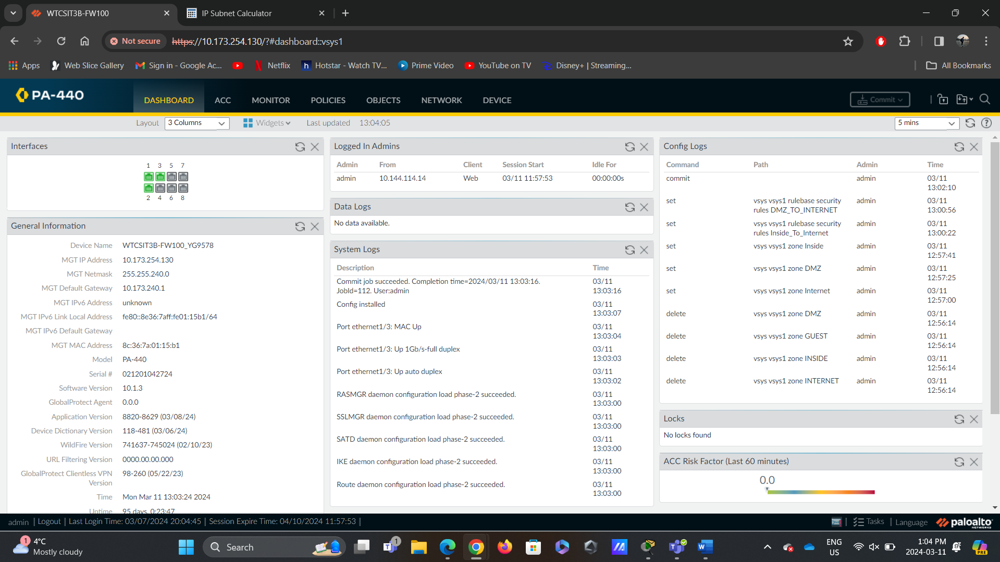 WTCSIT3B-FW100
IP Subnet Calculator
Not secure
https://10.173.254.130/?#dashboard::vsys1
Apps
Web Slice Gallery
Sign in - Google Ac...
Netflix
h
Hotstar - Watch TV...
Prime Video
YouTube on TV
Disney+ | Streaming...
All Bookmarks
PA-440
DASHBOARD
ACC
MONITOR
POLICIES
OBJECTS
NETWORK
DEVICE
Commit
Layout
3 Columns
Widgets
Last updated 13:04:05
5 mins
Interfaces
1 3 5 7
2 4 6 8
General Information
Device Name WTCSIT3B-FW100_YG9578
MGT IP Address 10.173.254.130
MGT Netmask 255.255.240.0
MGT Default Gateway 10.173.240.1
MGT IPv6 Address unknown
MGT IPv6 Link Local Address fe80::8e36:7aff:fe01:15b1/64
MGT IPv6 Default Gateway
MGT MAC Address 8c:36:7a:01:15:b1
Model PA-440
Serial # 021201042724
Software Version 10.1.3
GlobalProtect Agent 0.0.0
Application Version 8820-8629 (03/08/24)
Device Dictionary Version 118-481 (03/06/24)
WildFire Version 741637-745024 (02/10/23)
URL Filtering Version 0000.00.00.000
GlobalProtect Clientless VPN 98-260 (05/22/23)
Version
Time Mon Mar 11 13:03:24 2024
Uptime 95 days, 0:23:47
Logged In Admins
Admin From Client Session Start Idle For
admin 10.144.114.14 Web 03/11 11:57:53 00:00:00s
Data Logs
No data available.
System Logs
Description Time
Commit job succeeded. Completion time=2024/03/11 13:03:16. 03/11
JobId=112. User:admin 13:03:16
Config installed 03/11
13:03:07
Port ethernet1/3: MAC Up 03/11
13:03:04
Port ethernet1/3: Up 1Gb/s-full duplex 03/11
13:03:03
Port ethernet1/3: Up auto duplex 03/11
13:03:02
RASMGR daemon configuration load phase-2 succeeded. 03/11
13:03:00
SSLMGR daemon configuration load phase-2 succeeded. 03/11
13:03:00
SATD daemon configuration load phase-2 succeeded. 03/11
13:03:00
IKE daemon configuration load phase-2 succeeded. 03/11
13:03:00
Route daemon configuration load phase-2 succeeded. 03/11
13:03:00
Config Logs
Command Path Admin Time
commit admin 03/11
13:02:10
set vsys vsys1 rulebase security admin 03/11
rules DMZ_TO_INTERNET 13:00:56
set vsys vsys1 rulebase security admin 03/11
rules Inside_To_Internet 13:00:22
set vsys vsys1 zone Inside admin 03/11
12:57:41
set vsys vsys1 zone DMZ admin 03/11
12:57:25
set vsys vsys1 zone Internet admin 03/11
12:57:00
delete vsys vsys1 zone DMZ admin 03/11
12:56:14
delete vsys vsys1 zone GUEST admin 03/11
12:56:14
delete vsys vsys1 zone INSIDE admin 03/11
12:56:14
delete vsys vsys1 zone INTERNET admin 03/11
12:56:14
Locks
No locks found
ACC Risk Factor (Last 60 minutes)
0.0
admin | Logout | Last Login Time: 03/07/2024 20:04:45 | Session Expire Time: 04/10/2024 11:57:53 |
Tasks | Language
paloalto
NETWORKS
1
4°C
Mostly cloudy
Search
1
ENG
US
1:04 PM
2024-03-11
PRE